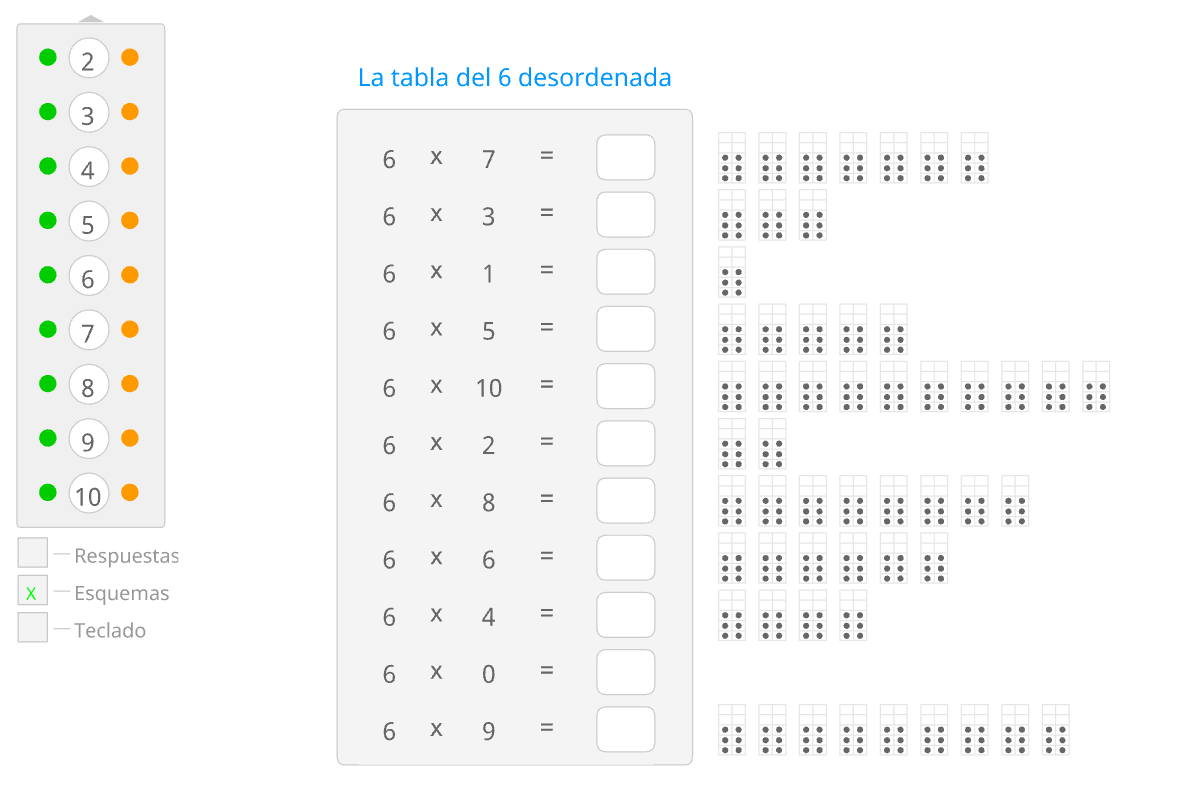 2
3
4
5
6
7
8
9
10
Respuestas
x Esquemas
Teclado
La tabla del 6 desordenada
6 x 7 =
6 x 3 =
6 x 1 =
6 x 5 =
6 x 10 =
6 x 2 =
6 x 8 =
6 x 6 =
6 x 4 =
6 x 0 =
6 x 9 =